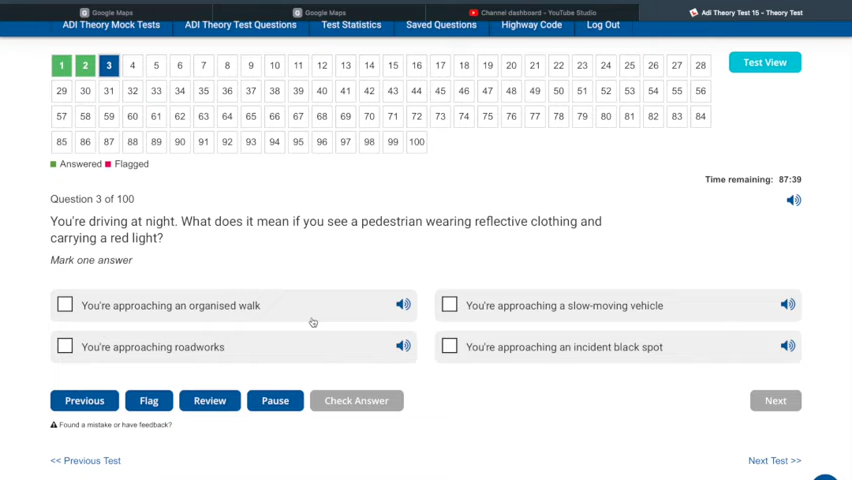 Google Maps Google Maps Channel dashboard - YouTube Studio Adi Theory Test 15 - Theory Test
ADI Theory Mock Tests ADI Theory Test Questions Test Statistics Saved Questions Highway Code Log Out
1 2 3 4 5 6 7 8 9 10 11 12 13 14 15 16 17 18 19 20 21 22 23 24 25 26 27 28
Test View
29 30 31 32 33 34 35 36 37 38 39 40 41 42 43 44 45 46 47 48 49 50 51 52 53 54 55 56
57 58 59 60 61 62 63 64 65 66 67 68 69 70 71 72 73 74 75 76 77 78 79 80 81 82 83 84
85 86 87 88 89 90 91 92 93 94 95 96 97 98 99 100
Answered Flagged
Time remaining: 87:39
Question 3 of 100
You're driving at night. What does it mean if you see a pedestrian wearing reflective clothing and
carrying a red light?
Mark one answer
You're approaching an organised walk You're approaching a slow-moving vehicle
You're approaching roadworks You're approaching an incident black spot
Previous Flag Review Pause Check Answer Next
Found a mistake or have feedback?
<< Previous Test Next Test >>